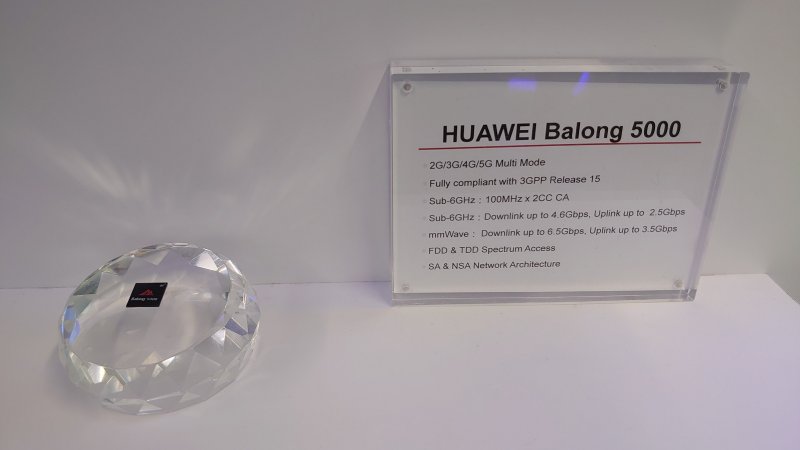 HUAWEI Balong 5000
2G/3G/4G/5G Multi Mode
Fully compliant with 3GPP Release 15
Sub-6GHz : 100MHz x 2CC CA
Sub-6GHz : Downlink up to 4.6Gbps, Uplink up to 2.5Gbps
mmWave : Downlink up to 6.5Gbps, Uplink up to 3.5Gbps
FDD & TDD Spectrum Access
SA & NSA Network Architecture
Balong 5000